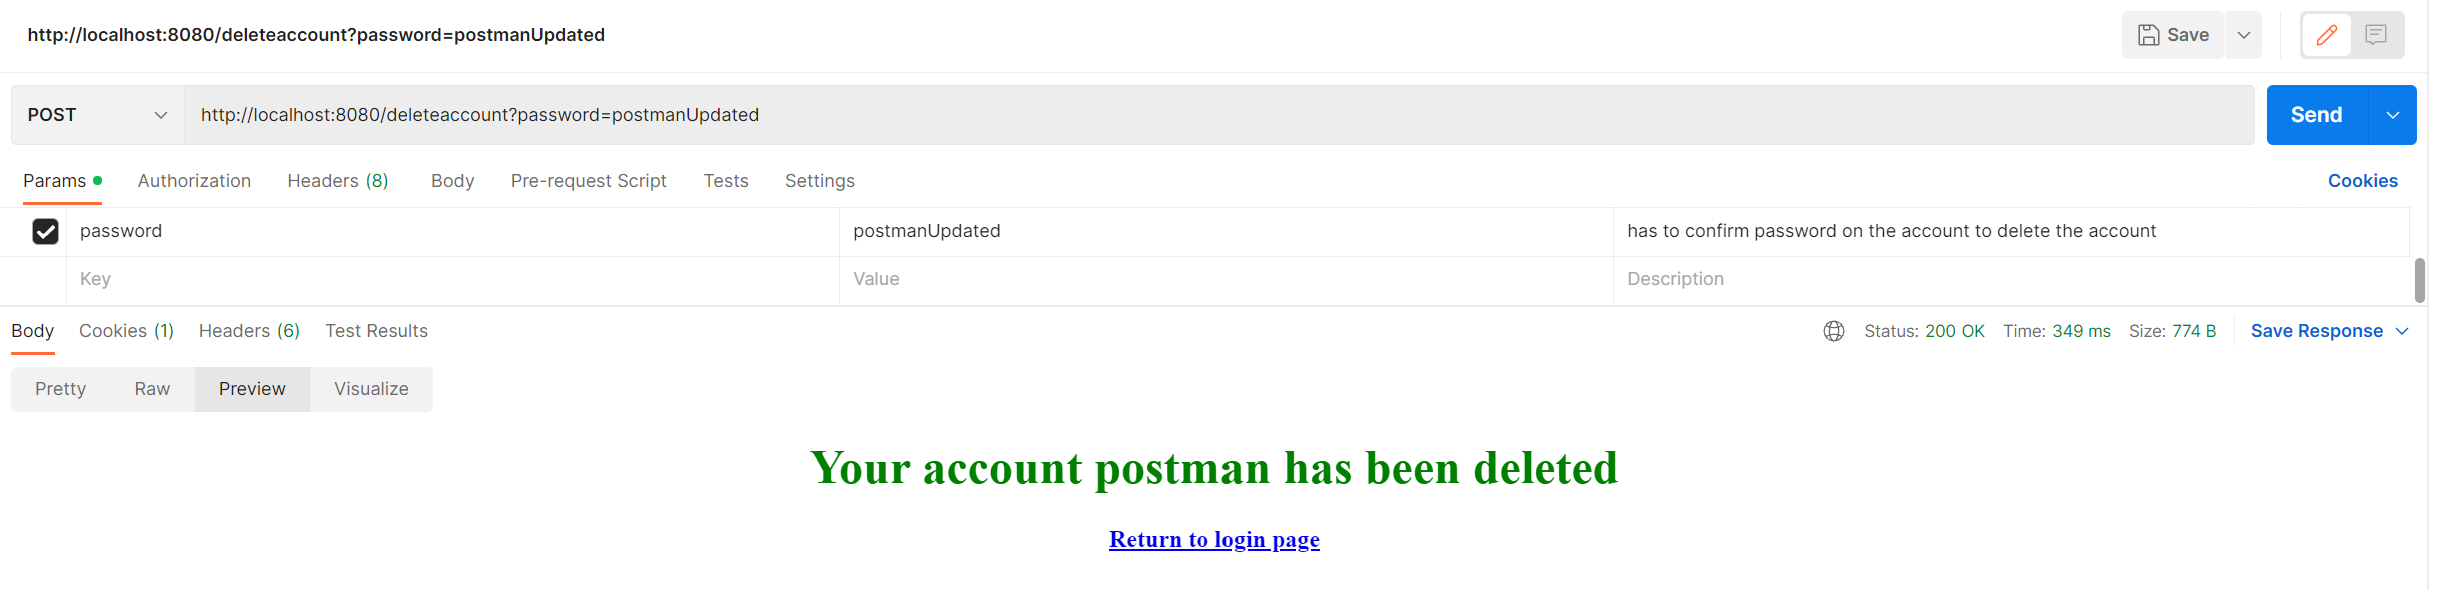 http://localhost:8080/deleteaccount?password=postmanUpdated
Save
POST
http://localhost:8080/deleteaccount?password=postmanUpdated
Send
Params Authorization Headers (8) Body Pre-request Script Tests Settings Cookies
password postmanUpdated has to confirm password on the account to delete the account
Key Value Description
Body Cookies (1) Headers (6) Test Results Status: 200 OK Time: 349 ms Size: 774 B Save Response
Pretty Raw Preview Visualize
Your account postman has been deleted
Return to login page